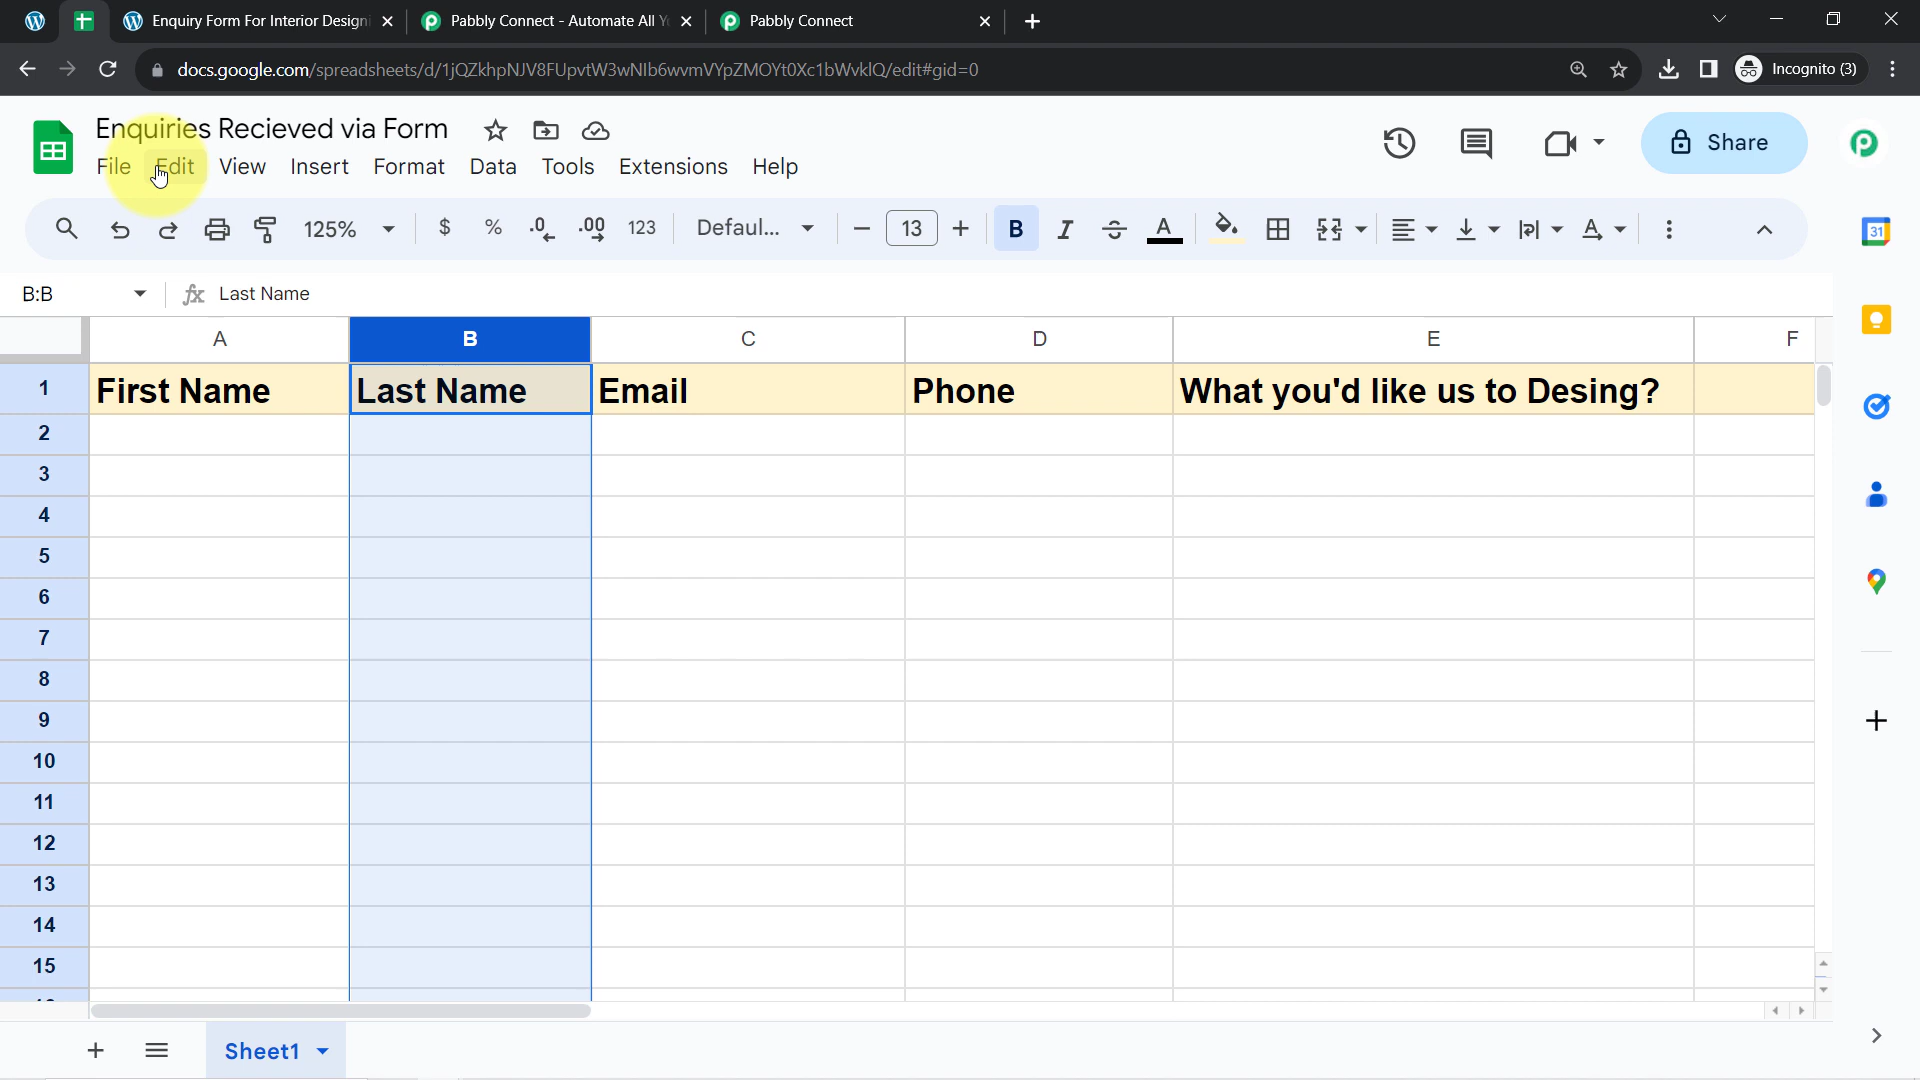 Enquiry Form For Interior Design
Pabbly Connect - Automate All Y
Pabbly Connect
docs.google.com/spreadsheets/d/1jQZkhpNJV8FUpvtW3wNlb6wvmVYpZMOYt0Xc1bWvklQ/edit#gid=0
Incognito (3)
Enquiries Recieved via Form
Share
File Edit View Insert Format Data Tools Extensions Help
125% $ % .0 .00 123 Defaul... 13 B I S A A
31
B:B fx Last Name
A B C D E F
1 First Name Last Name Email Phone What you'd like us to Desing?
2
3
4
5
6
7
8
9
10
11
12
13
14
15
Sheet1